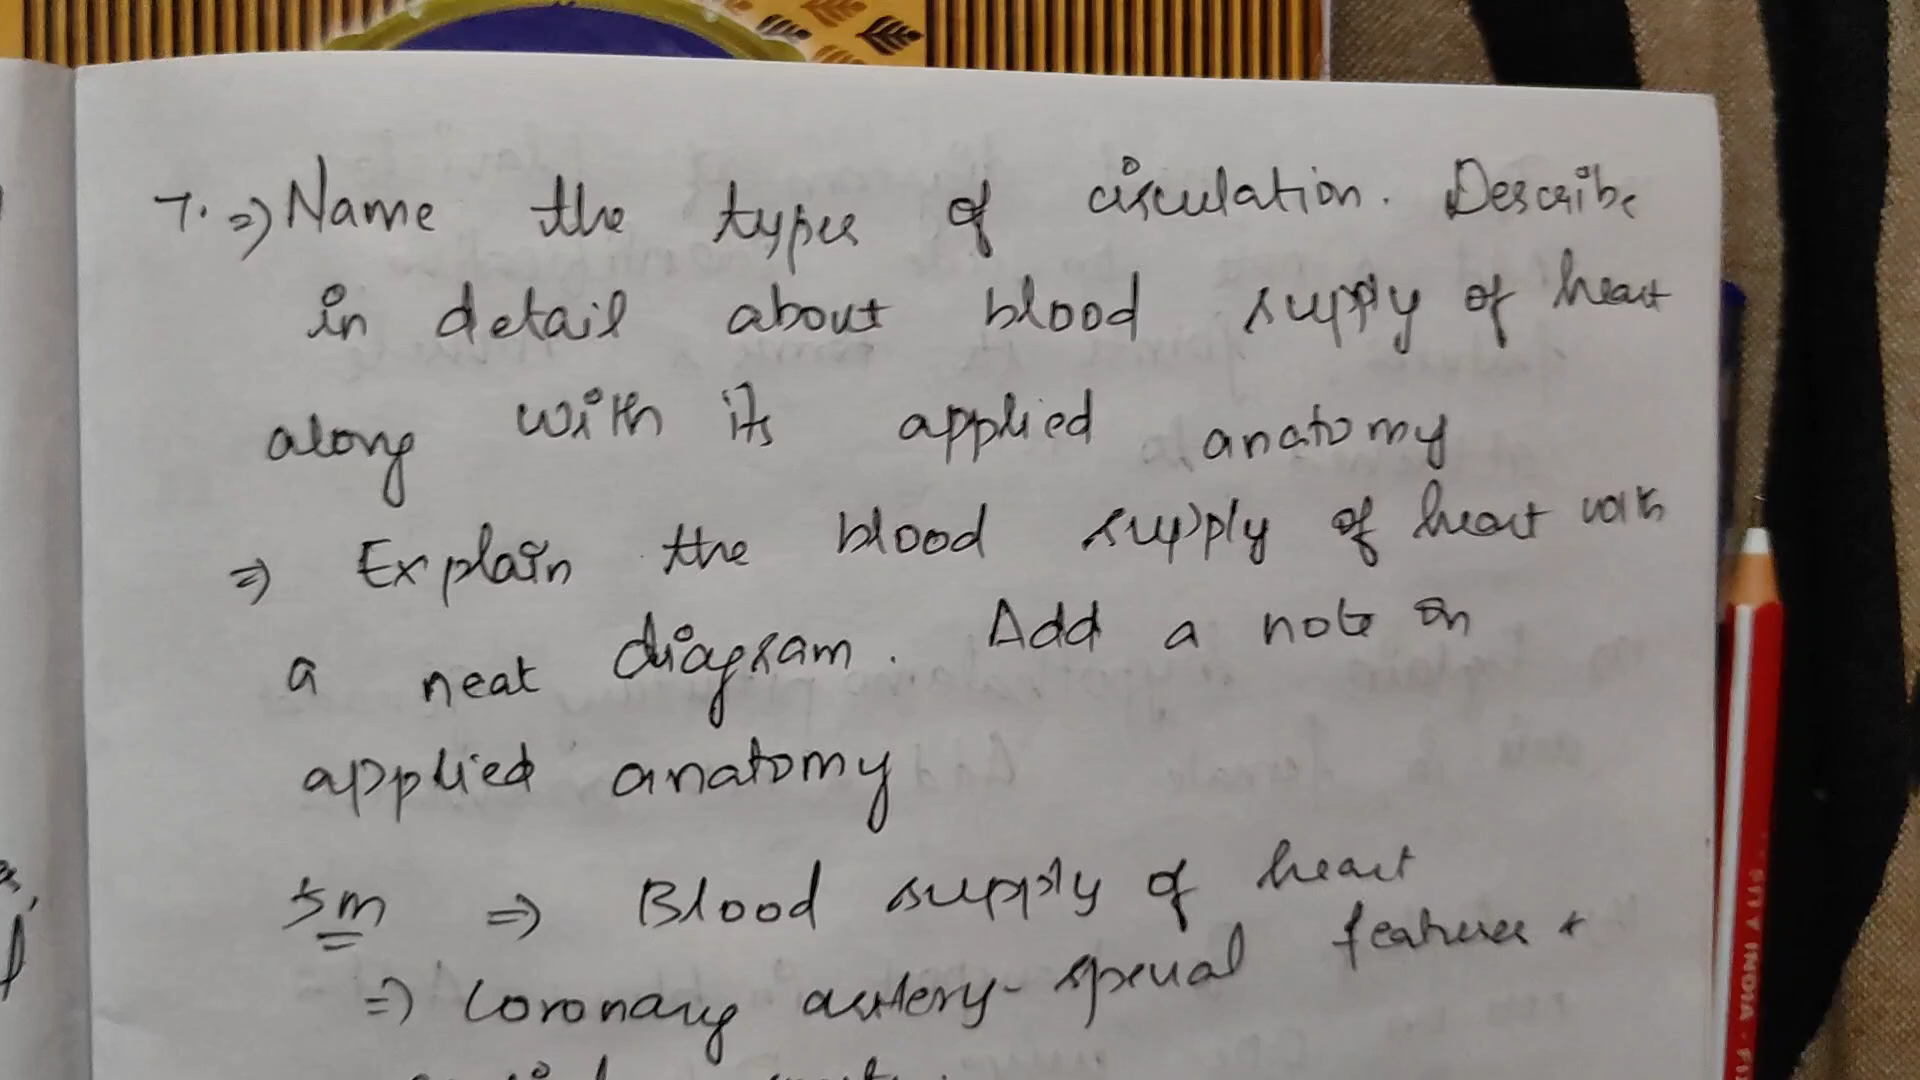 7. ⇒ Name the types of circulation. Describe
in detail about blood supply of heart
along with its applied anatomy
⇒ Explain the blood supply of heart with
a neat diagram. Add a note on
applied anatomy
5m ⇒ Blood supply of heart
⇒ Coronary artery - special features +
INDIA